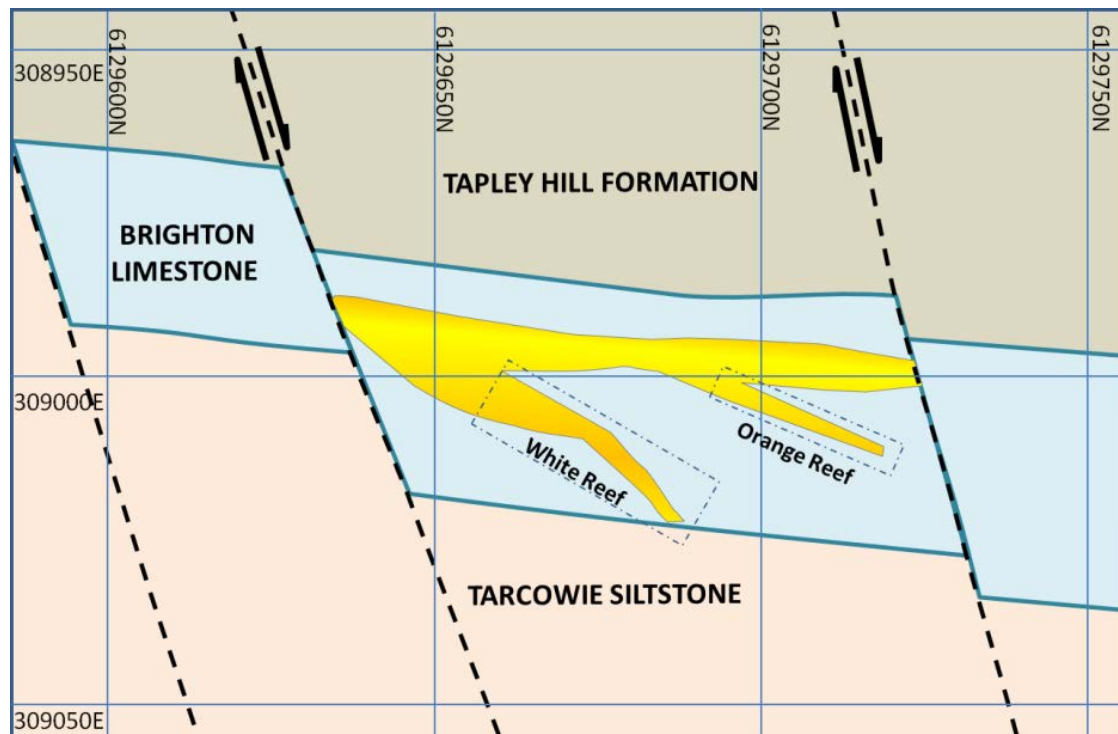 6129600N
6129650N
6129700N
6129750N
308950E
TAPLEY HILL FORMATION
BRIGHTON
LIMESTONE
309000E
White Reef
Orange Reef
TARCOWIE SILTSTONE
309050E